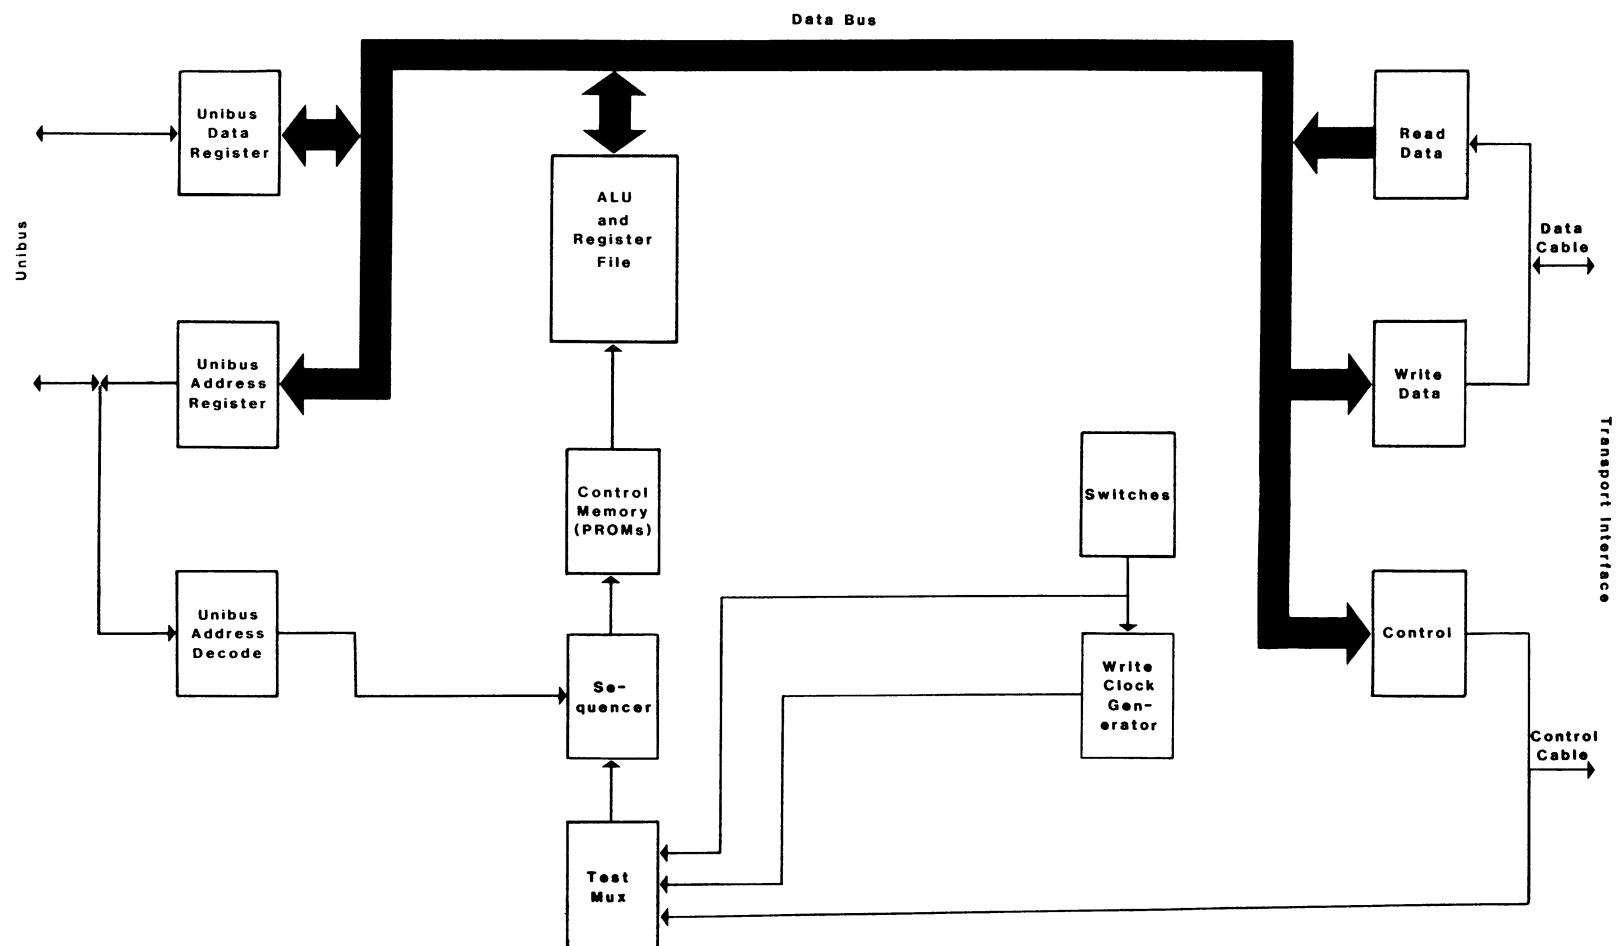 Data Bus
Unibus
Data
Register
Read
Data
ALU
and
Register
File
Unibus
Data
Cable
Unibus
Address
Register
Write
Data
Transport Interface
Control
Memory
(PROMs)
Switches
Unibus
Address
Decode
Control
Se-
quencer
Write
Clock
Gen-
erator
Control
Cable
Test
Mux